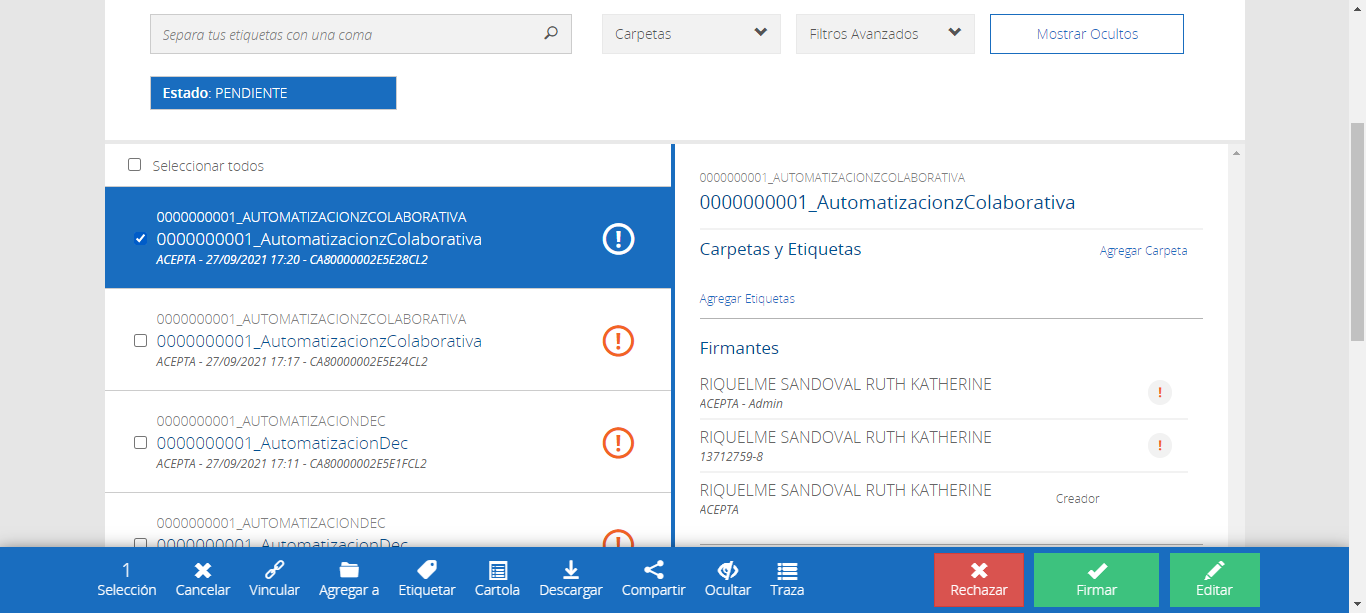 Separa tus etiquetas con una coma
Carpetas
Filtros Avanzados
Mostrar Ocultos
Estado: PENDIENTE
Seleccionar todos
0000000001_AUTOMATIZACIONZCOLABORATIVA
0000000001_AutomatizacionzColaborativa
ACEPTA - 27/09/2021 17:20 - CA80000002E5E28CL2
0000000001_AUTOMATIZACIONZCOLABORATIVA
0000000001_AutomatizacionzColaborativa
ACEPTA - 27/09/2021 17:17 - CA80000002E5E24CL2
0000000001_AUTOMATIZACIONDEC
0000000001_AutomatizacionDec
ACEPTA - 27/09/2021 17:11 - CA80000002E5E1FCL2
0000000001_AUTOMATIZACIONDEC
0000000001_AutomatizacionDec
0000000001_AUTOMATIZACIONZCOLABORATIVA
0000000001_AutomatizacionzColaborativa
Carpetas y Etiquetas
Agregar Carpeta
Agregar Etiquetas
Firmantes
RIQUELME SANDOVAL RUTH KATHERINE
ACEPTA - Admin
RIQUELME SANDOVAL RUTH KATHERINE
13712759-8
RIQUELME SANDOVAL RUTH KATHERINE
ACEPTA
Creador
1
Selección
Cancelar
Vincular
Agregar a
Etiquetar
Cartola
Descargar
Compartir
Ocultar
Traza
Rechazar
Firmar
Editar